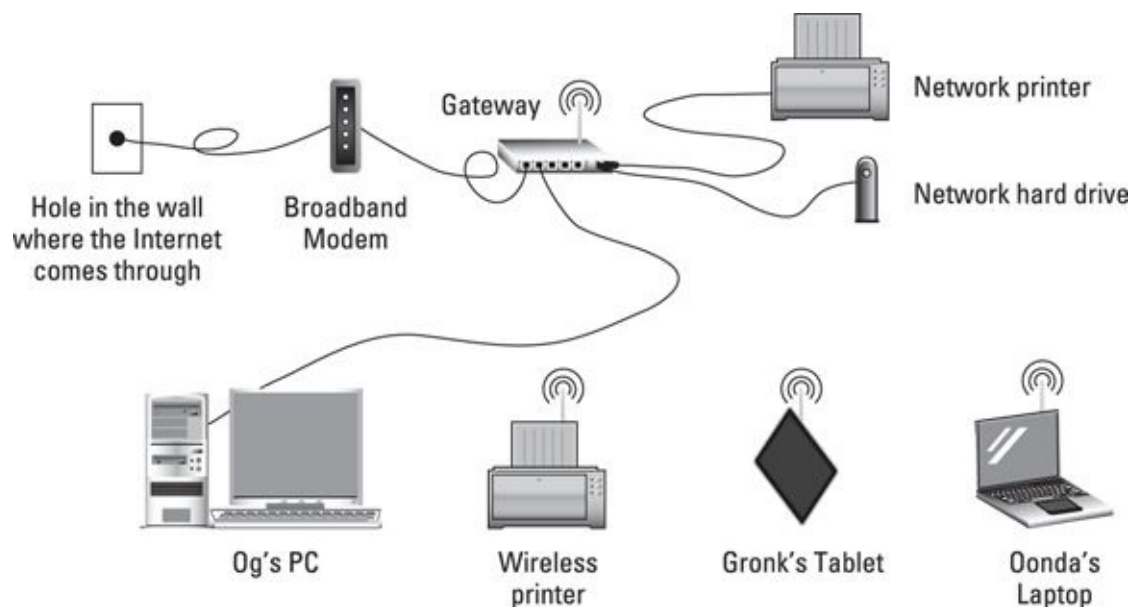 Gateway
Network printer
Hole in the wall
where the Internet
comes through
Broadband
Modem
Network hard drive
Og's PC
Wireless
printer
Gronk's Tablet
Oonda's
Laptop